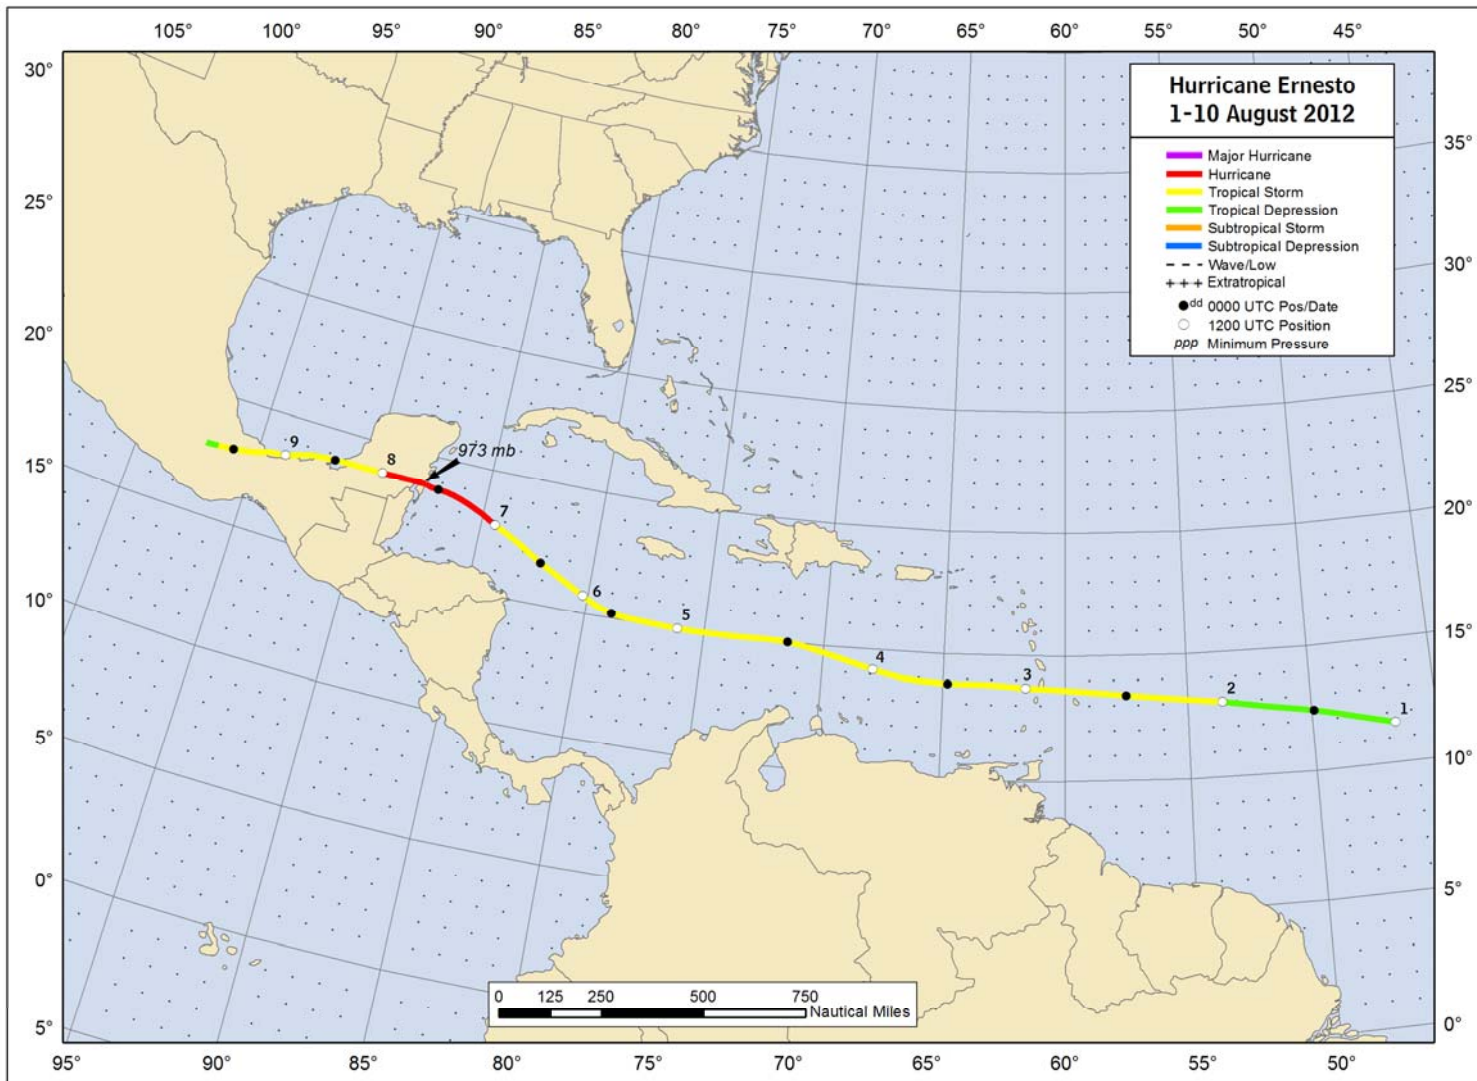 105° 100° 95° 90° 85° 80° 75° 70° 65° 60° 55° 50° 45°
30°
25°
20°
15°
10°
5°
0°
5°
Hurricane Ernesto
1-10 August 2012
Major Hurricane
Hurricane
Tropical Storm
Tropical Depression
Subtropical Storm
Subtropical Depression
Wave/Low
Extratropical
dd 0000 UTC Pos/Date
1200 UTC Position
ppp Minimum Pressure
35°
30°
25°
20°
15°
10°
5°
0°
9
8
973 mb
7
6
5
4
3
2
1
0 125 250 500 750
Nautical Miles
95° 90° 85° 80° 75° 70° 65° 60° 55° 50°